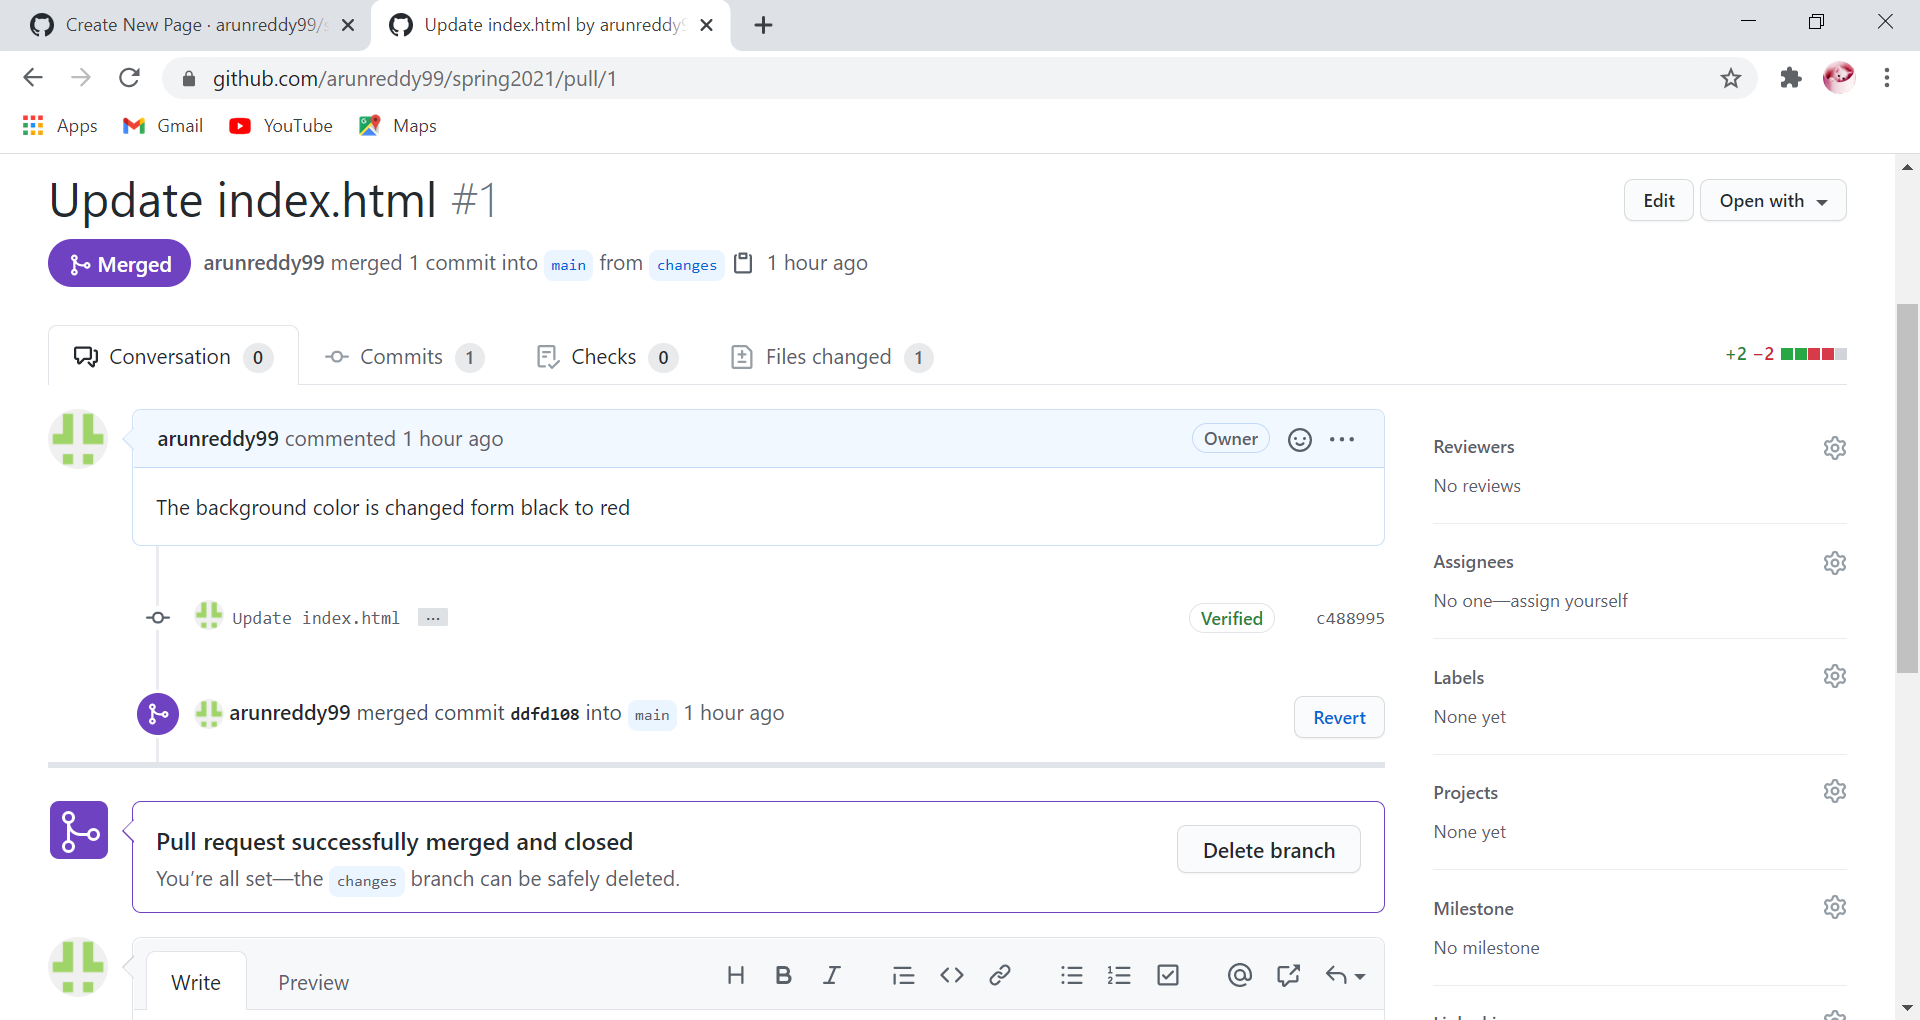 Create New Page · arunreddy99/s
Update index.html by arunreddy9
github.com/arunreddy99/spring2021/pull/1
Apps Gmail YouTube Maps
Update index.html #1
Edit Open with
Merged arunreddy99 merged 1 commit into main from changes 1 hour ago
Conversation 0 Commits 1 Checks 0 Files changed 1 +2 −2
arunreddy99 commented 1 hour ago Owner ...
The background color is changed form black to red
Update index.html ... Verified c488995
arunreddy99 merged commit ddfd108 into main 1 hour ago Revert
Pull request successfully merged and closed
You’re all set—the changes branch can be safely deleted.
Delete branch
Write Preview H B I
Reviewers
No reviews
Assignees
No one—assign yourself
Labels
None yet
Projects
None yet
Milestone
No milestone